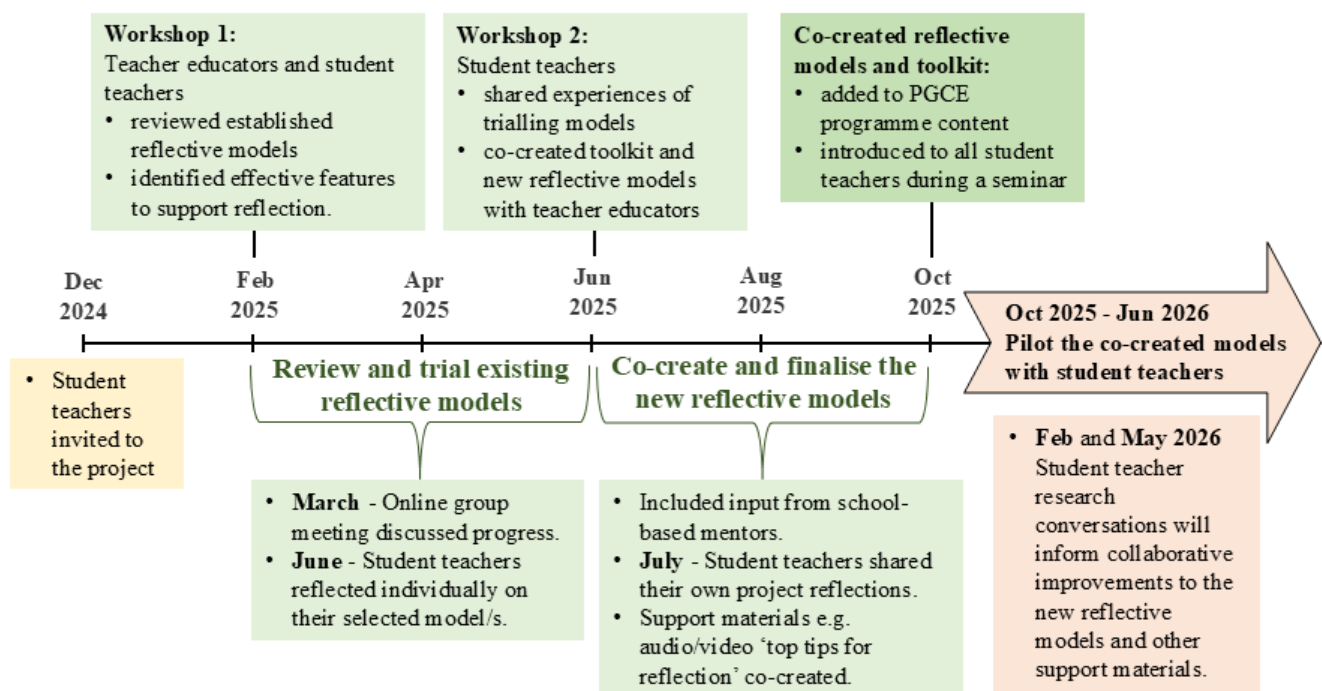 Workshop 1:
Teacher educators and student
teachers
• reviewed established
reflective models
• identified effective features
to support reflection.
Workshop 2:
Student teachers
• shared experiences of
trialling models
• co-created toolkit and
new reflective models
with teacher educators
Co-created reflective
models and toolkit:
• added to PGCE
programme content
• introduced to all student
teachers during a seminar
Dec
2024
Feb
2025
Apr
2025
Jun
2025
Aug
2025
Oct
2025
Oct 2025 - Jun 2026
Pilot the co-created models
with student teachers
• Student
teachers
invited to
the project
Review and trial existing
reflective models
Co-create and finalise the
new reflective models
• March - Online group
meeting discussed progress.
• June - Student teachers
reflected individually on
their selected model/s.
• Included input from school-
based mentors.
• July - Student teachers shared
their own project reflections.
• Support materials e.g.
audio/video ‘top tips for
reflection’ co-created.
• Feb and May 2026
Student teacher
research
conversations will
inform collaborative
improvements to the
new reflective
models and other
support materials.